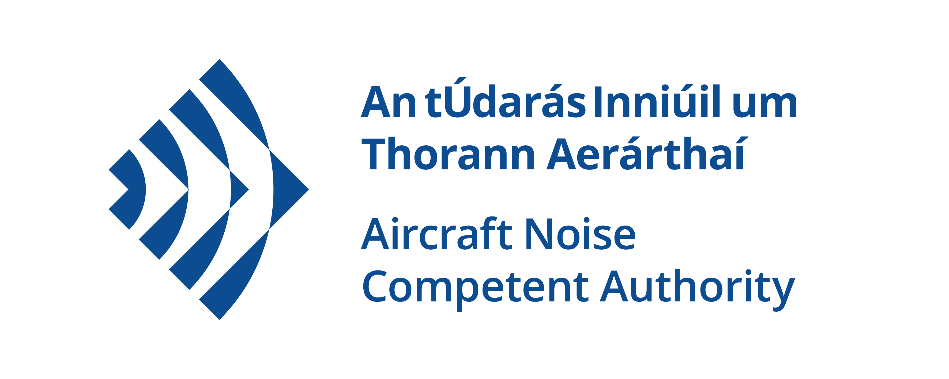 An tÚdarás Inniúil um
Thorann Aerárthaí
Aircraft Noise
Competent Authority